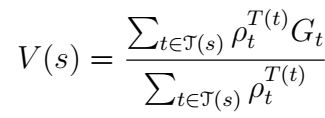 $$V(s) = \frac{\sum_{t \in \mathcal{T}(s)} \rho_t^{T(t)} G_t}{\sum_{t \in \mathcal{T}(s)} \rho_t^{T(t)}}$$